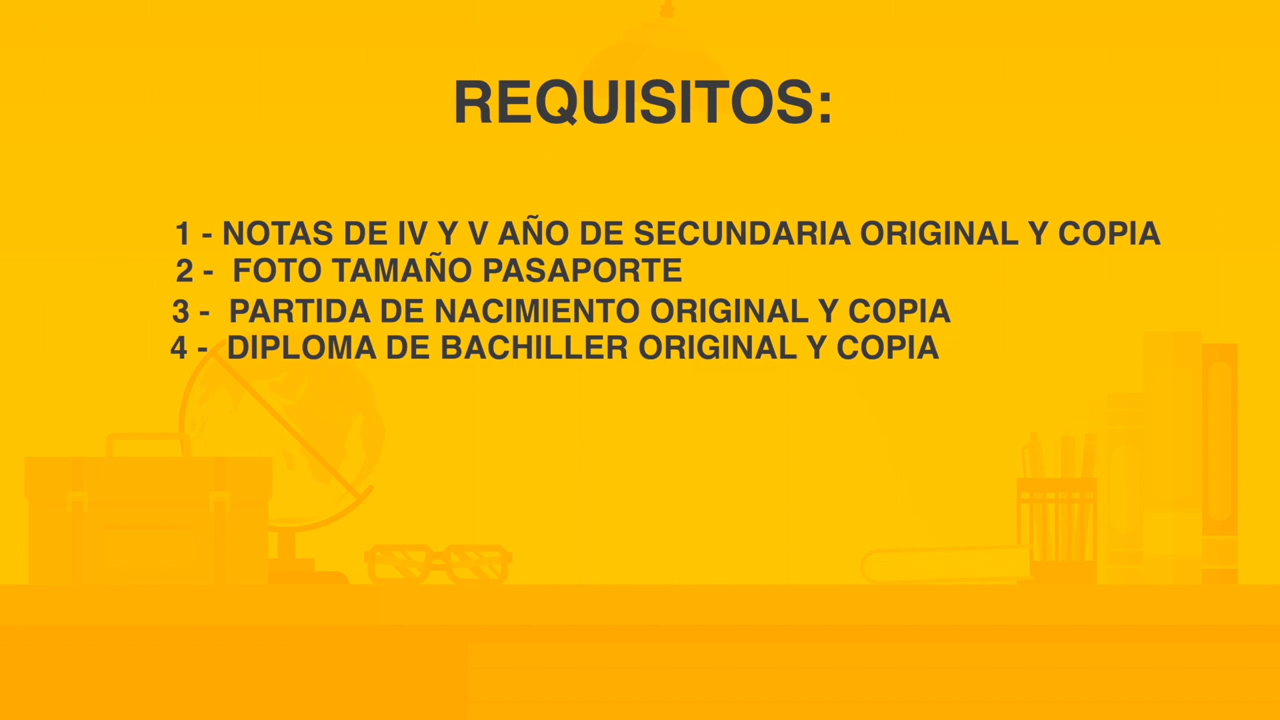 REQUISITOS:
1 - NOTAS DE IV Y V AÑO DE SECUNDARIA ORIGINAL Y COPIA
2 - FOTO TAMAÑO PASAPORTE
3 - PARTIDA DE NACIMIENTO ORIGINAL Y COPIA
4 - DIPLOMA DE BACHILLER ORIGINAL Y COPIA